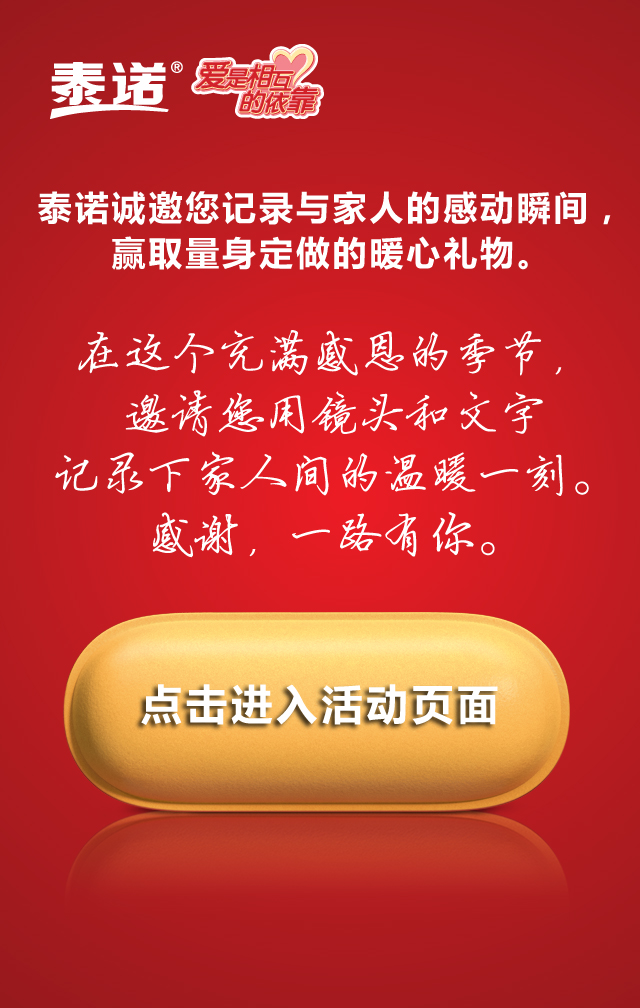 泰诺®
爱是相互
的依靠
泰诺诚邀您记录与家人的感动瞬间，
赢取量身定做的暖心礼物。
在这个充满感恩的季节，
邀请您用镜头和文字
记录下家人间的温暖一刻。
感谢，一路有你。
点击进入活动页面